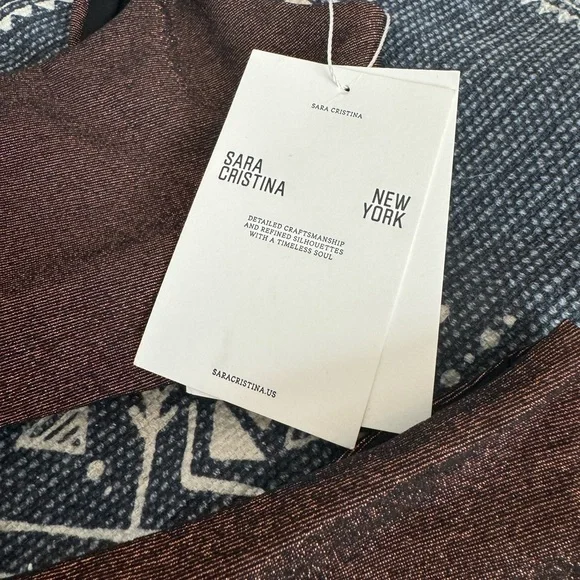 SARA CRISTINA
SARA
CRISTINA
NEW
YORK
DETAILED CRAFTSMANSHIP
AND REFINED SILHOUETTES
WITH A TIMELESS SOUL
SARACRISTINA.US